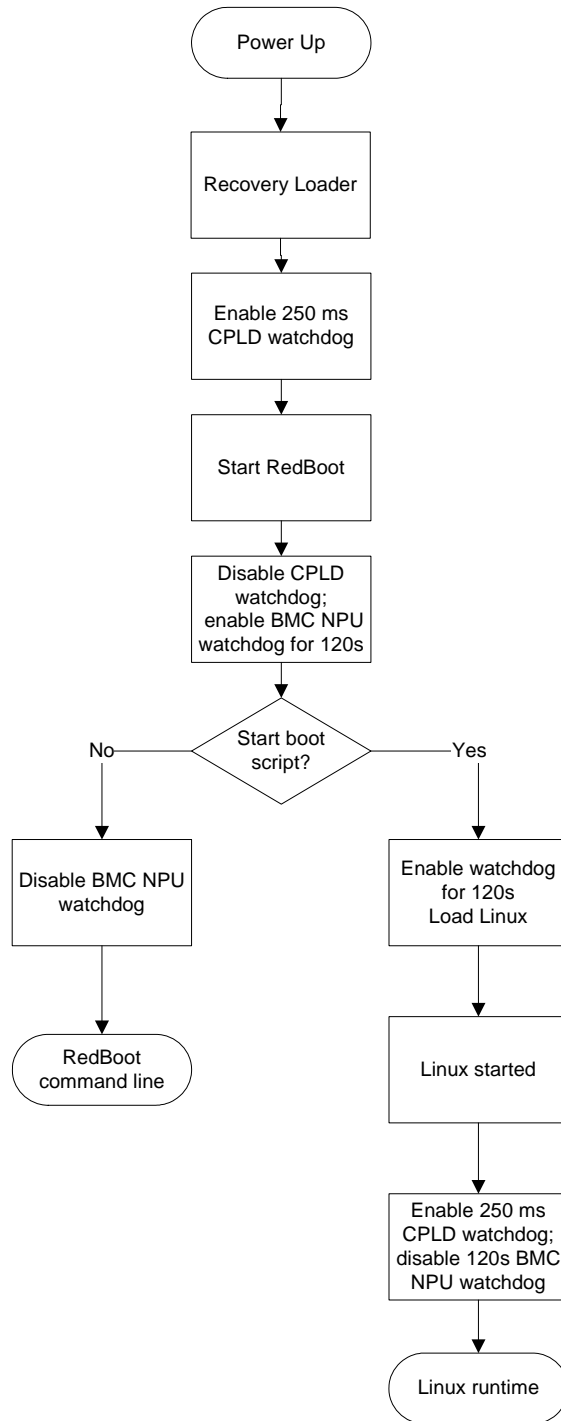 Power Up
Recovery Loader
Enable 250 ms
CPLD watchdog
Start RedBoot
Disable CPLD
watchdog;
enable BMC NPU
watchdog for 120s
Start boot
script?
No
Yes
Disable BMC NPU
watchdog
Enable watchdog
for 120s
Load Linux
RedBoot
command line
Linux started
Enable 250 ms
CPLD watchdog;
disable 120s BMC
NPU watchdog
Linux runtime